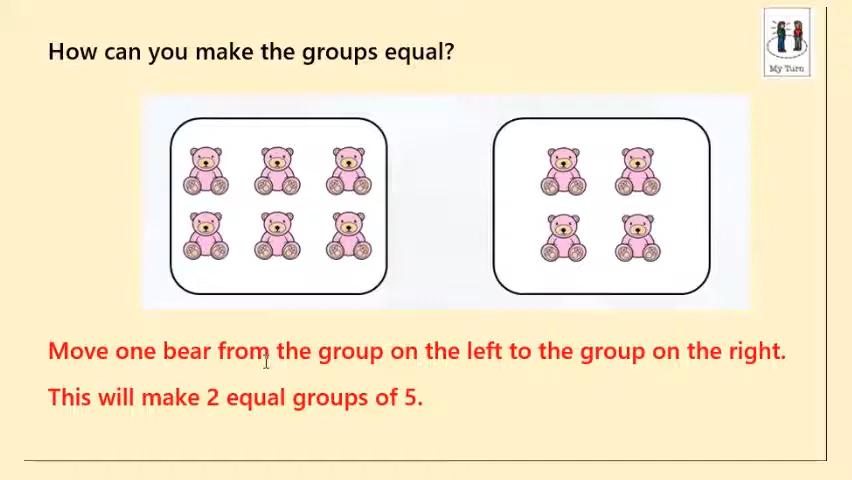 How can you make the groups equal?
My Turn
Move one bear from the group on the left to the group on the right.
This will make 2 equal groups of 5.